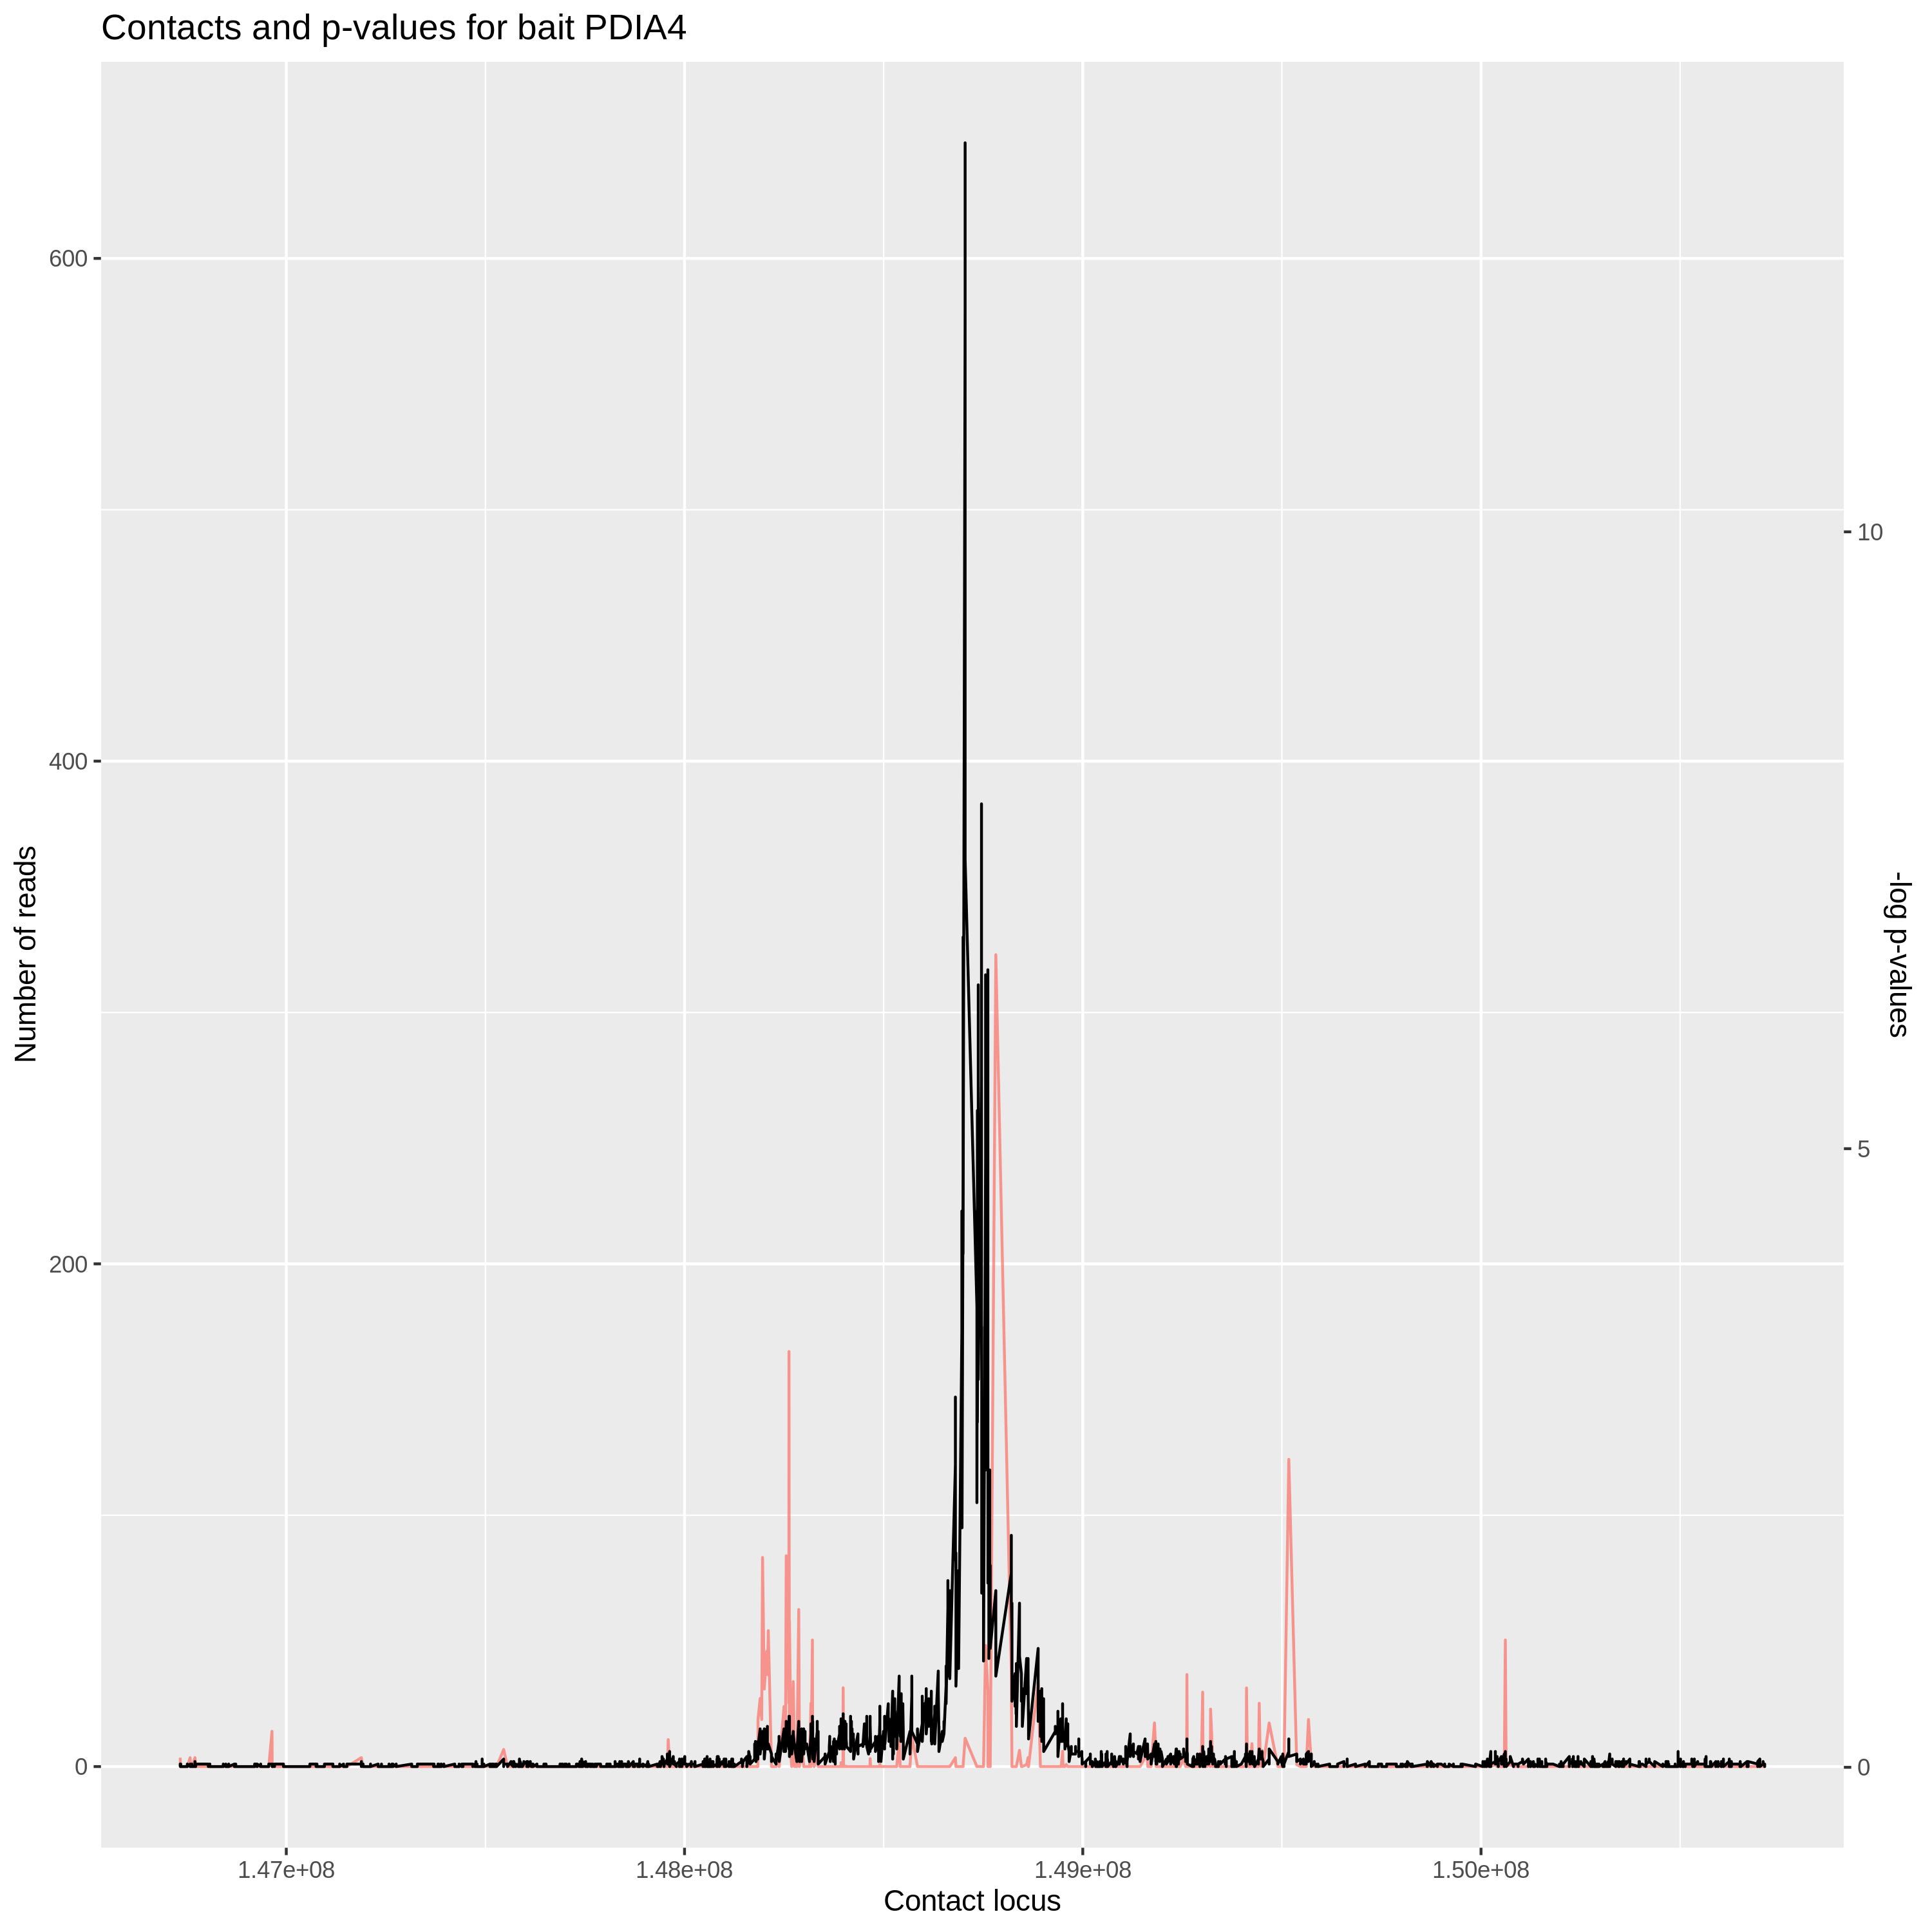 Contacts and p-values for bait PDIA4
600
400
200
0
10
5
0
Number of reads
-log p-values
1.47e+08 1.48e+08 1.49e+08 1.50e+08
Contact locus